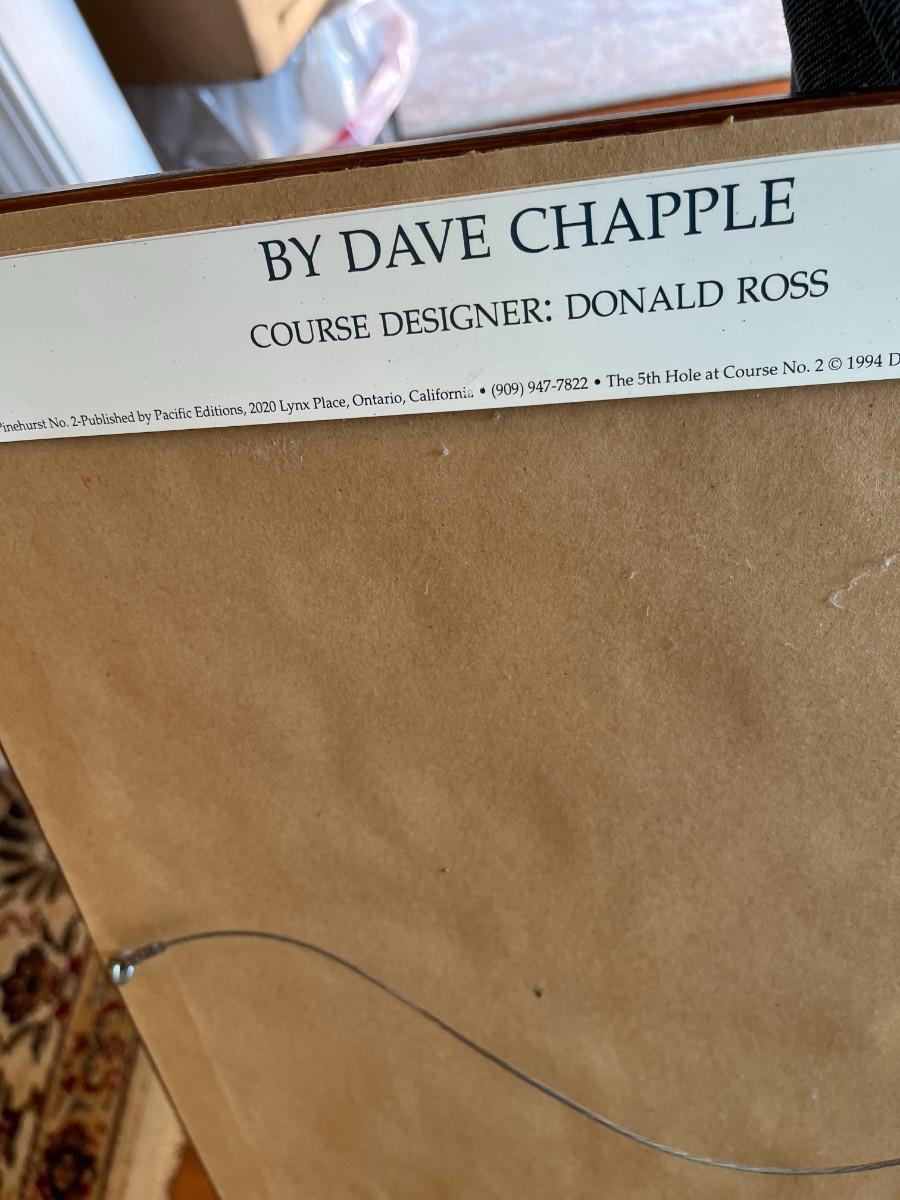 BY DAVE CHAPPLE
COURSE DESIGNER: DONALD ROSS
Pinehurst No. 2-Published by Pacific Editions, 2020 Lynx Place, Ontario, California • (909) 947-7822 • The 5th Hole at Course No. 2 © 1994 D